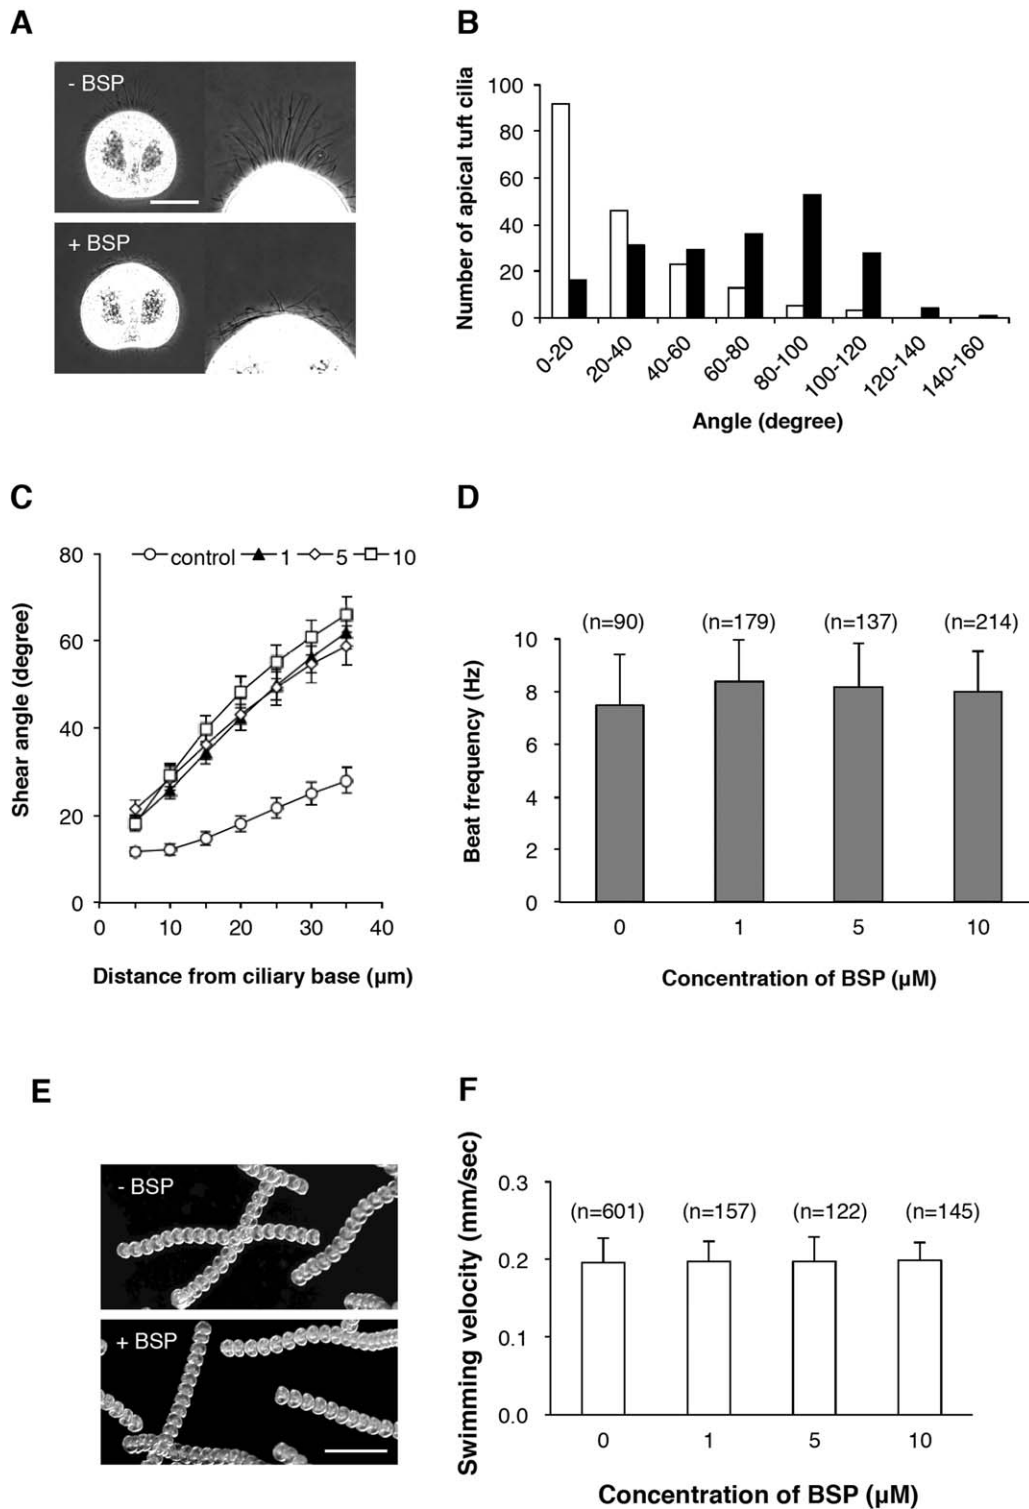 A
- BSP
+ BSP
B
Number of apical tuft cilia
100
80
60
40
20
0
0-20
20-40
40-60
60-80
80-100
100-120
120-140
140-160
Angle (degree)
C
control 1 5 10
Shear angle (degree)
80
60
40
20
0
0 10 20 30 40
Distance from ciliary base (µm)
D
Beat frequency (Hz)
(n=90) (n=179) (n=137) (n=214)
10
8
6
4
2
0
0 1 5 10
Concentration of BSP (µM)
E
- BSP
+ BSP
F
Swimming velocity (mm/sec)
0.3
(n=601) (n=157) (n=122) (n=145)
0.2
0.1
0.0
0 1 5 10
Concentration of BSP (µM)